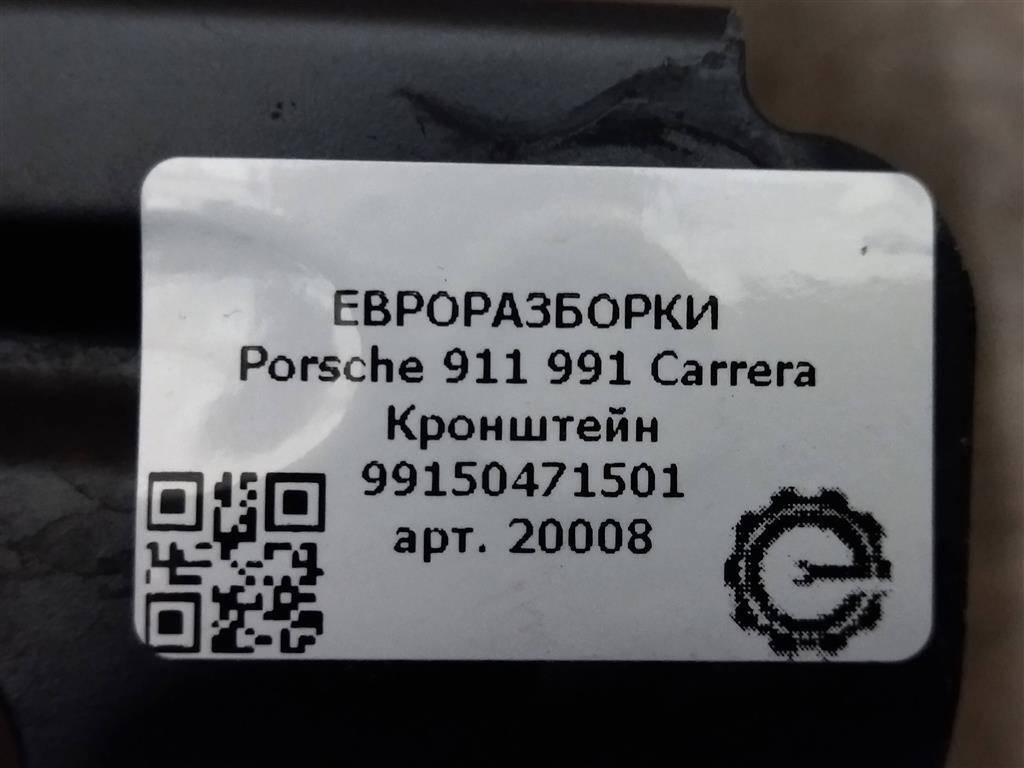 ЕВРОРАЗБОРКИ
Porsche 911 991 Carrera
Кронштейн
99150471501
арт. 20008